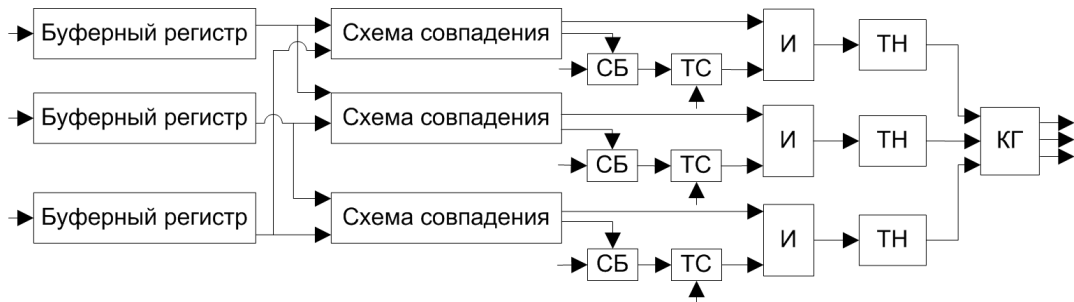 Буферный регистр
Схема совпадения
И
ТН
СБ
ТС
Буферный регистр
Схема совпадения
И
ТН
КГ
СБ
ТС
Буферный регистр
Схема совпадения
И
ТН
СБ
ТС